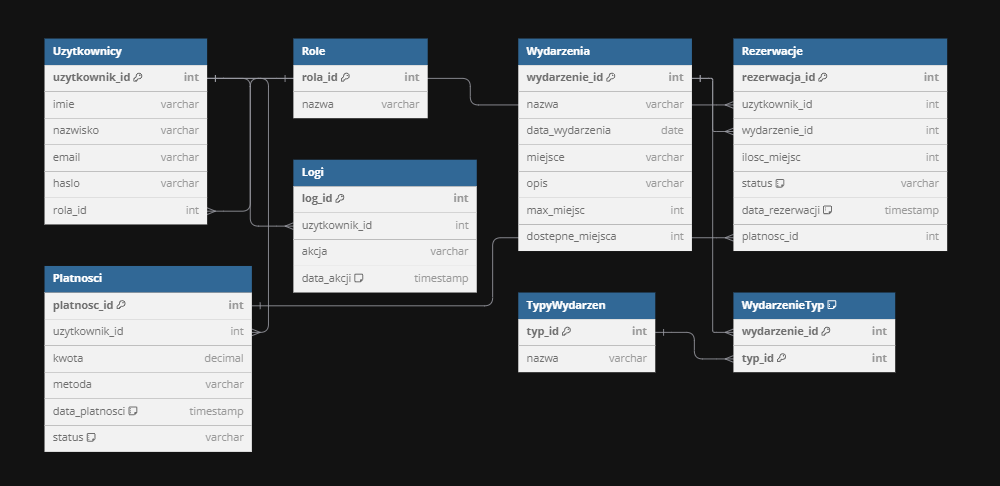 Uzytkownicy
uzytkownik_id int
imie varchar
nazwisko varchar
email varchar
haslo varchar
rola_id int
Role
rola_id int
nazwa varchar
Logi
log_id int
uzytkownik_id int
akcja varchar
data_akcji timestamp
Platnosci
platnosc_id int
uzytkownik_id int
kwota decimal
metoda varchar
data_platnosci timestamp
status varchar
Wydarzenia
wydarzenie_id int
nazwa varchar
data_wydarzenia date
miejsce varchar
opis varchar
max_miejsc int
dostepne_miejsca int
Rezerwacje
rezerwacja_id int
uzytkownik_id int
wydarzenie_id int
ilosc_miejsc int
status varchar
data_rezerwacji timestamp
platnosc_id int
TypyWydarzen
typ_id int
nazwa varchar
WydarzenieTyp
wydarzenie_id int
typ_id int